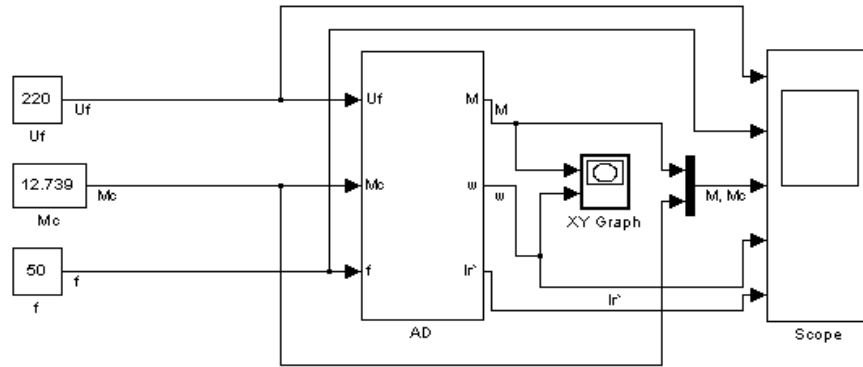 220
Uf
Uf
12.739
Mc
Mc
50
f
f
Uf
M
Mc
ω
f
Ir`
AD
M
ω
XY Graph
M, Mc
Ir`
Scope